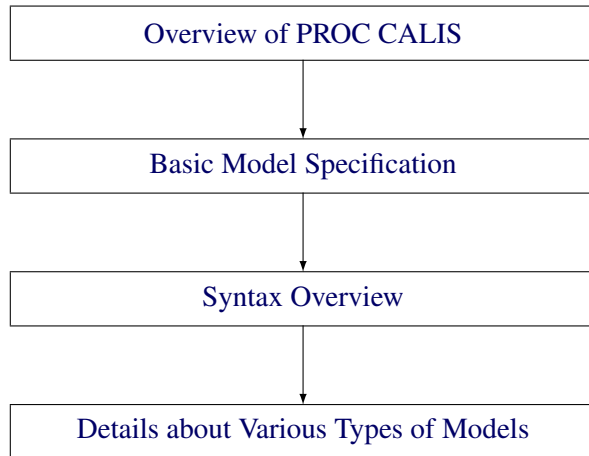 Overview of PROC CALIS
Basic Model Specification
Syntax Overview
Details about Various Types of Models